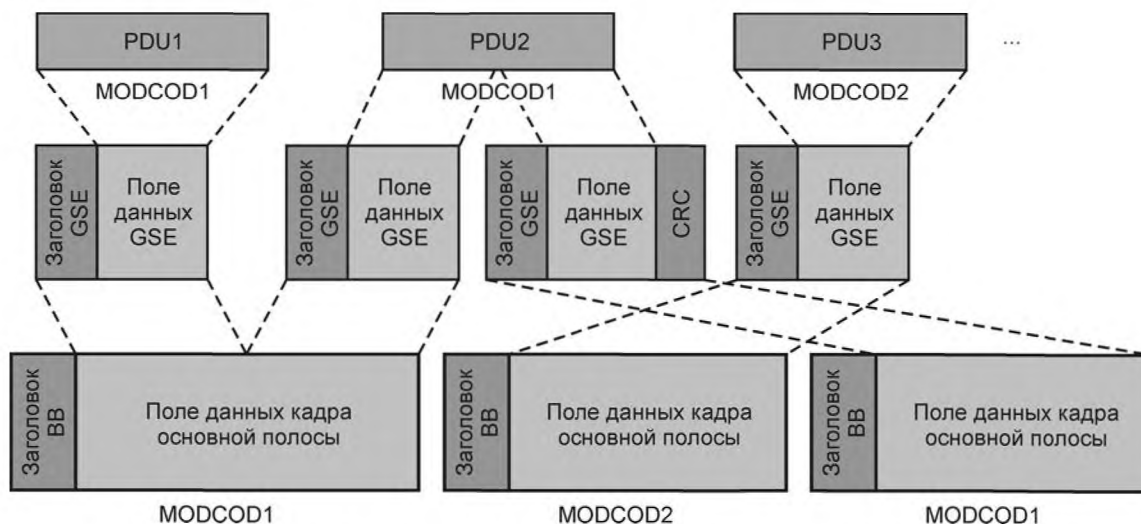 PDU1
PDU2
PDU3
...
MODCOD1
MODCOD1
MODCOD2
Заголовок
GSE
Поле
данных
GSE
Заголовок
GSE
Поле
данных
GSE
Заголовок
GSE
Поле
данных
GSE
CRC
Заголовок
GSE
Поле
данных
GSE
Заголовок
BB
Поле данных кадра
основной полосы
Заголовок
BB
Поле данных кадра
основной полосы
Заголовок
BB
Поле данных кадра
основной полосы
MODCOD1
MODCOD2
MODCOD1